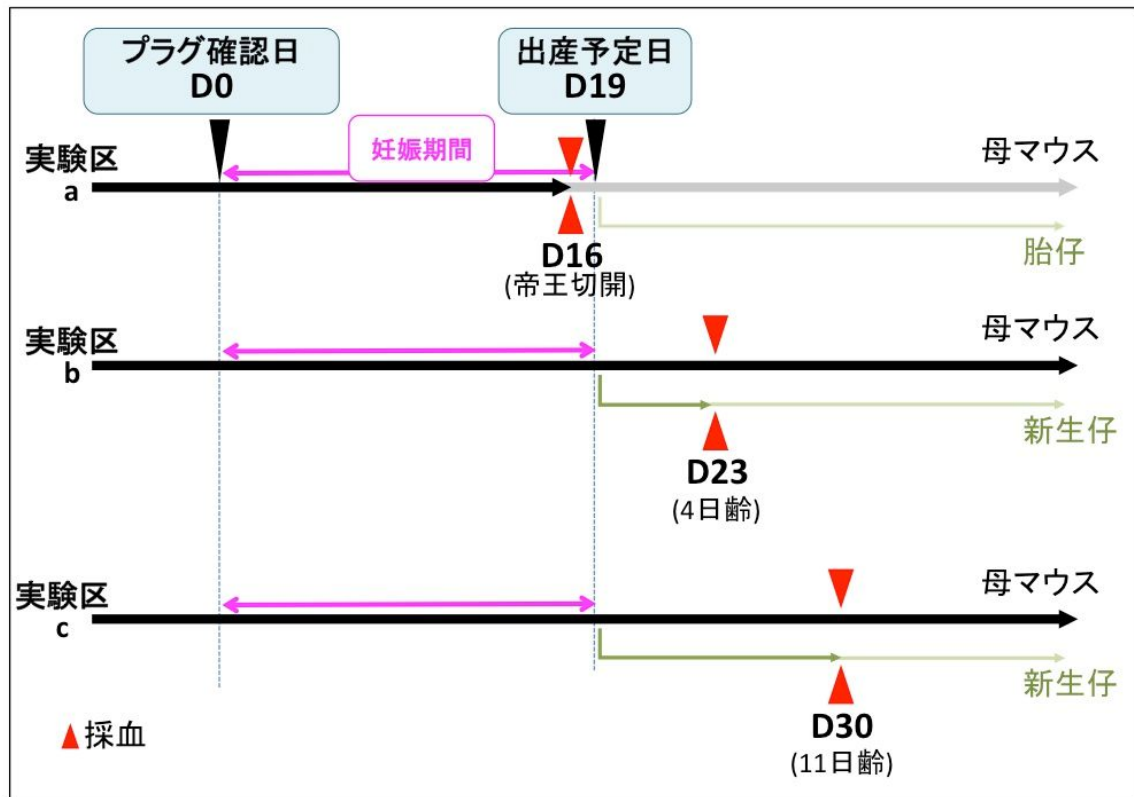 プラグ確認日
D0
出産予定日
D19
妊娠期間
実験区
a
母マウス
胎仔
D16
(帝王切開)
実験区
b
母マウス
新生仔
D23
(4日齢)
実験区
c
母マウス
新生仔
D30
(11日齢)
採血